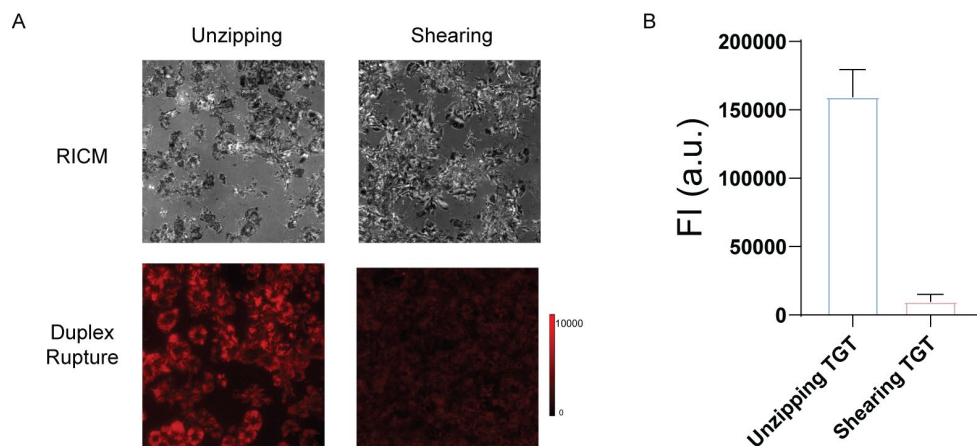 A
Unzipping
Shearing
RICM
Duplex
Rupture
10000
0
B
FI (a.u.)
200000
150000
100000
50000
0
Unzipping TGT
Shearing TGT